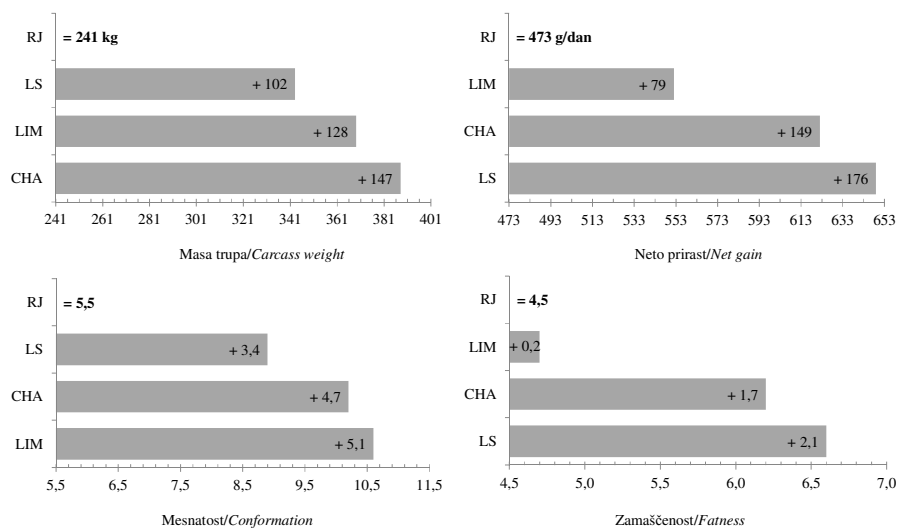 RJ = 241 kg
LS + 102
LIM + 128
CHA + 147
241 261 281 301 321 341 361 381 401
Masa trupa/Carcass weight
RJ = 473 g/dan
LIM + 79
CHA + 149
LS + 176
473 493 513 533 553 573 593 613 633 653
Neto prirast/Net gain
RJ = 5,5
LS + 3,4
CHA + 4,7
LIM + 5,1
5,5 6,5 7,5 8,5 9,5 10,5 11,5
Mesnatost/Conformation
RJ = 4,5
LIM + 0,2
CHA + 1,7
LS + 2,1
4,5 5,0 5,5 6,0 6,5 7,0
Zamaščenost/Fatness